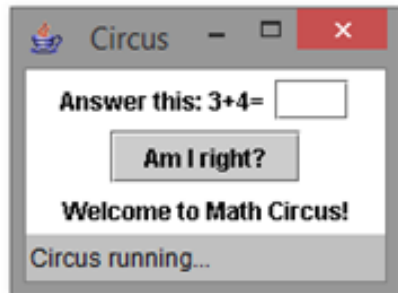 Circus
Answer this: 3+4=
Am I right?
Welcome to Math Circus!
Circus running...